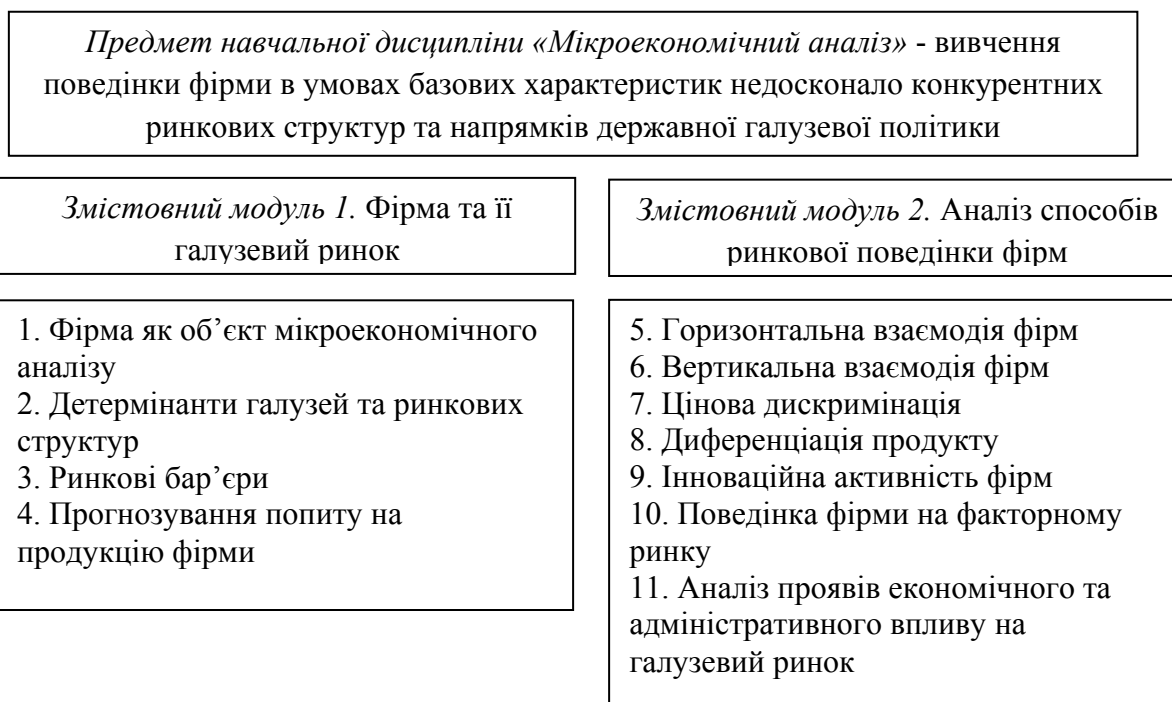 Предмет навчальної дисципліни «Мікроекономічний аналіз» - вивчення
поведінки фірми в умовах базових характеристик недосконало конкурентних
ринкових структур та напрямків державної галузевої політики
Змістовний модуль 1. Фірма та її
галузевий ринок
1. Фірма як об’єкт мікроекономічного
аналізу
2. Детермінанти галузей та ринкових
структур
3. Ринкові бар’єри
4. Прогнозування попиту на
продукцію фірми
Змістовний модуль 2. Аналіз способів
ринкової поведінки фірм
5. Горизонтальна взаємодія фірм
6. Вертикальна взаємодія фірм
7. Цінова дискримінація
8. Диференціація продукту
9. Інноваційна активність фірм
10. Поведінка фірми на факторному
ринку
11. Аналіз проявів економічного та
адміністративного впливу на
галузевий ринок